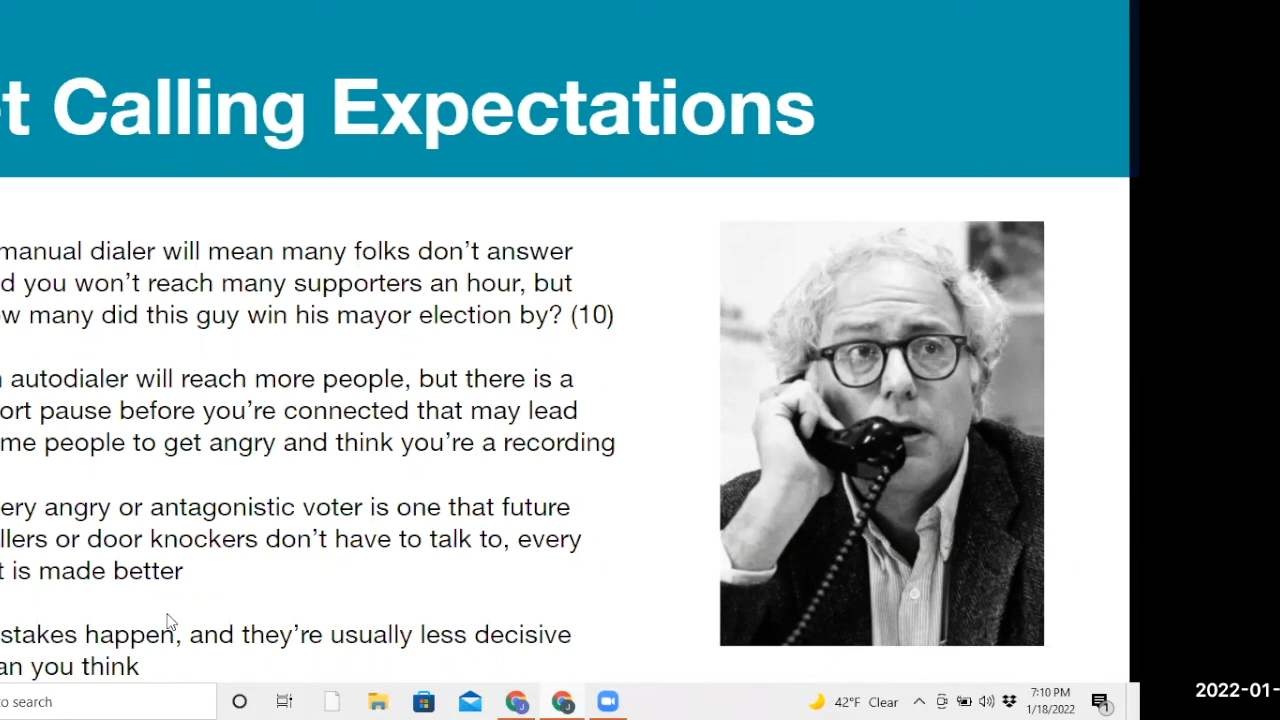 t Calling Expectations
manual dialer will mean many folks don’t answer
d you won’t reach many supporters an hour, but
w many did this guy win his mayor election by? (10)
autodialer will reach more people, but there is a
ort pause before you’re connected that may lead
me people to get angry and think you’re a recording
ery angry or antagonistic voter is one that future
llers or door knockers don’t have to talk to, every
t is made better
stakes happen, and they’re usually less decisive
an you think
to search
42°F Clear
7:10 PM
1/18/2022
1
2022-01-